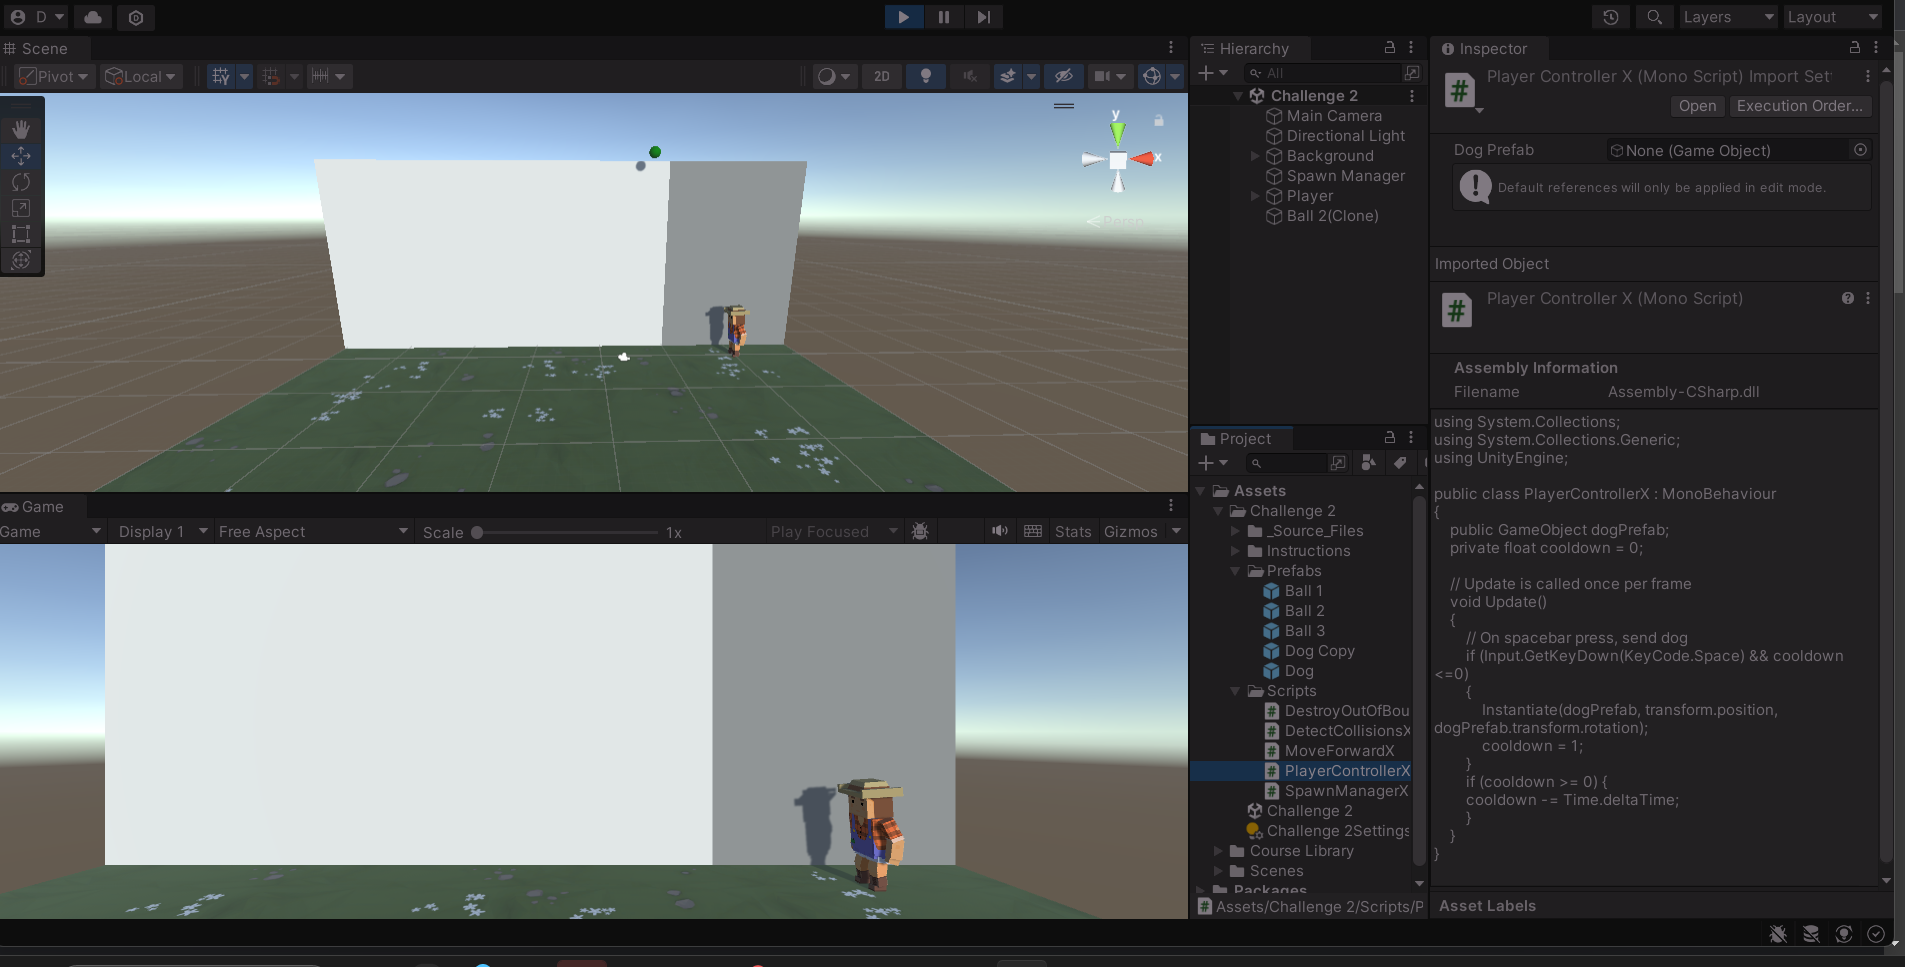 D
Layers
Layout
Scene
Pivot
Local
2D
y
x
Persp
Game
Game
Display 1
Free Aspect
Scale
1x
Play Focused
Stats
Gizmos
Hierarchy
All
Challenge 2
Main Camera
Directional Light
Background
Spawn Manager
Player
Ball 2(Clone)
Project
Assets
Challenge 2
_Source_Files
Instructions
Prefabs
Ball 1
Ball 2
Ball 3
Dog Copy
Dog
Scripts
DestroyOutOfBou
DetectCollisionsX
MoveForwardX
PlayerControllerX
SpawnManagerX
Challenge 2
Challenge 2Settings
Course Library
Scenes
Packages
Assets/Challenge 2/Scripts/P
Inspector
Player Controller X (Mono Script) Import Set
Open
Execution Order...
Dog Prefab
None (Game Object)
Default references will only be applied in edit mode.
Imported Object
Player Controller X (Mono Script)
Assembly Information
Filename
Assembly-CSharp.dll
using System.Collections;
using System.Collections.Generic;
using UnityEngine;
public class PlayerControllerX : MonoBehaviour
{
public GameObject dogPrefab;
private float cooldown = 0;
// Update is called once per frame
void Update()
{
// On spacebar press, send dog
if (Input.GetKeyDown(KeyCode.Space) && cooldown
<=0)
{
Instantiate(dogPrefab, transform.position,
dogPrefab.transform.rotation);
cooldown = 1;
}
if (cooldown >= 0) {
cooldown -= Time.deltaTime;
}
}
}
Asset Labels